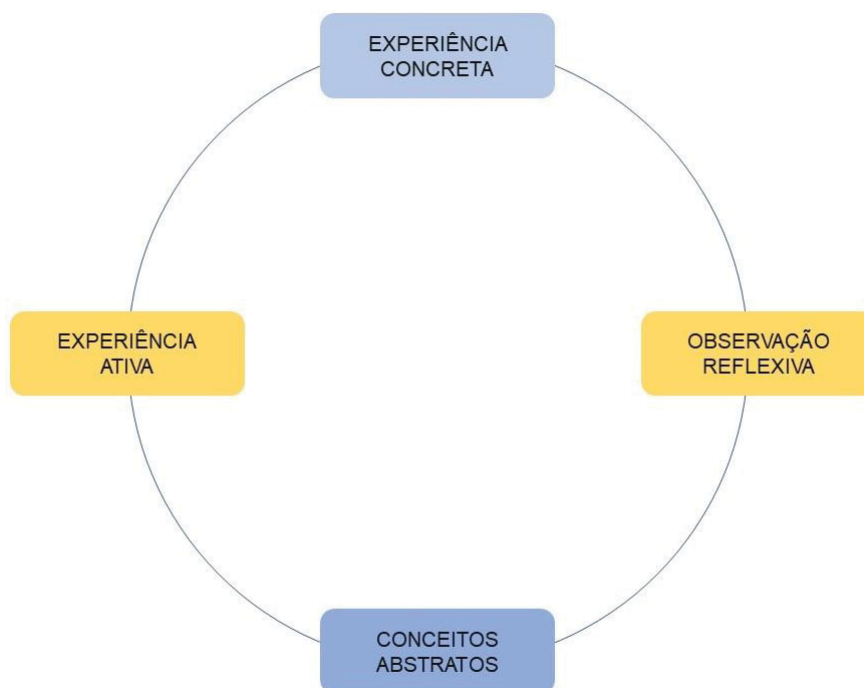 EXPERIÊNCIA
CONCRETA
EXPERIÊNCIA
ATIVA
OBSERVAÇÃO
REFLEXIVA
CONCEITOS
ABSTRATOS